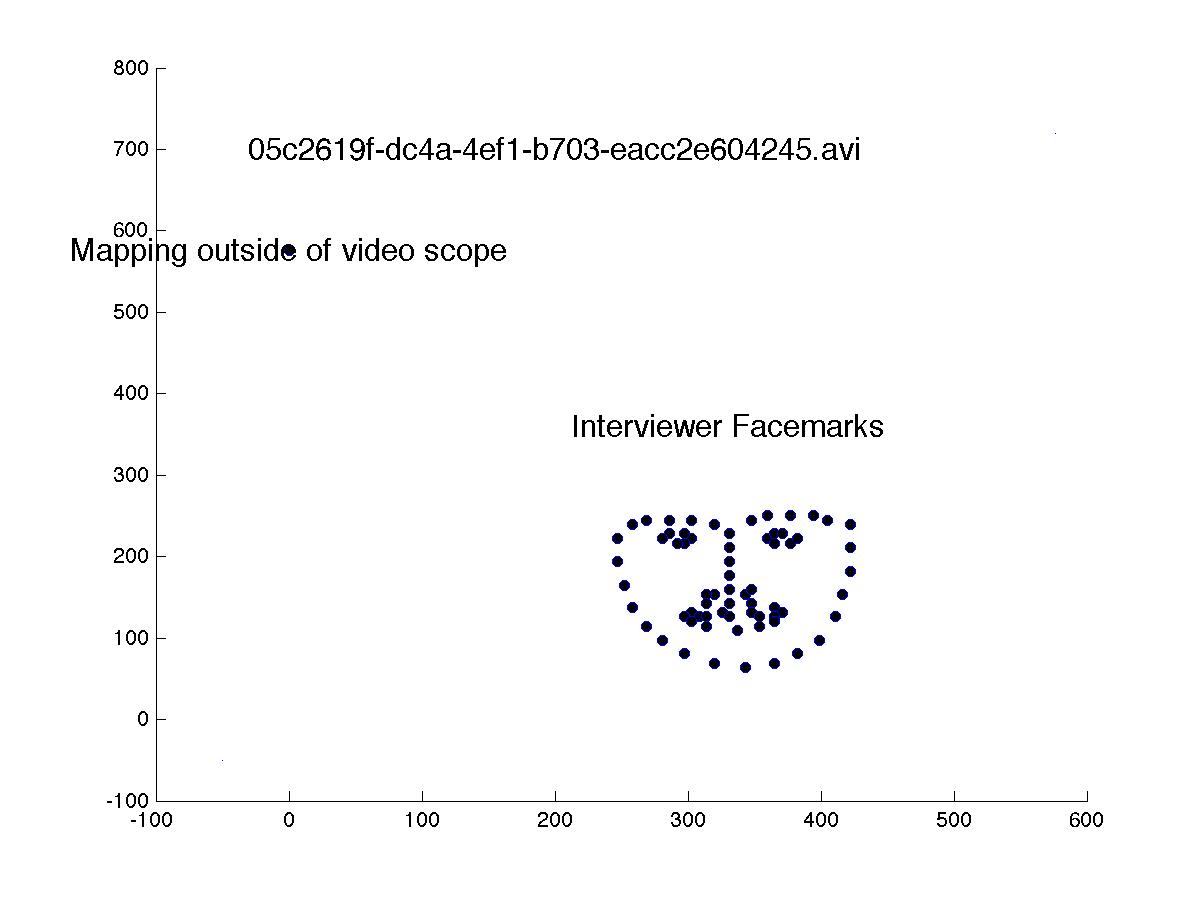 800
05c2619f-dc4a-4ef1-b703-eacc2e604245.avi
700
600
Mapping outside of video scope
500
400
Interviewer Facemarks
300
200
100
0
-100
-100 0 100 200 300 400 500 600